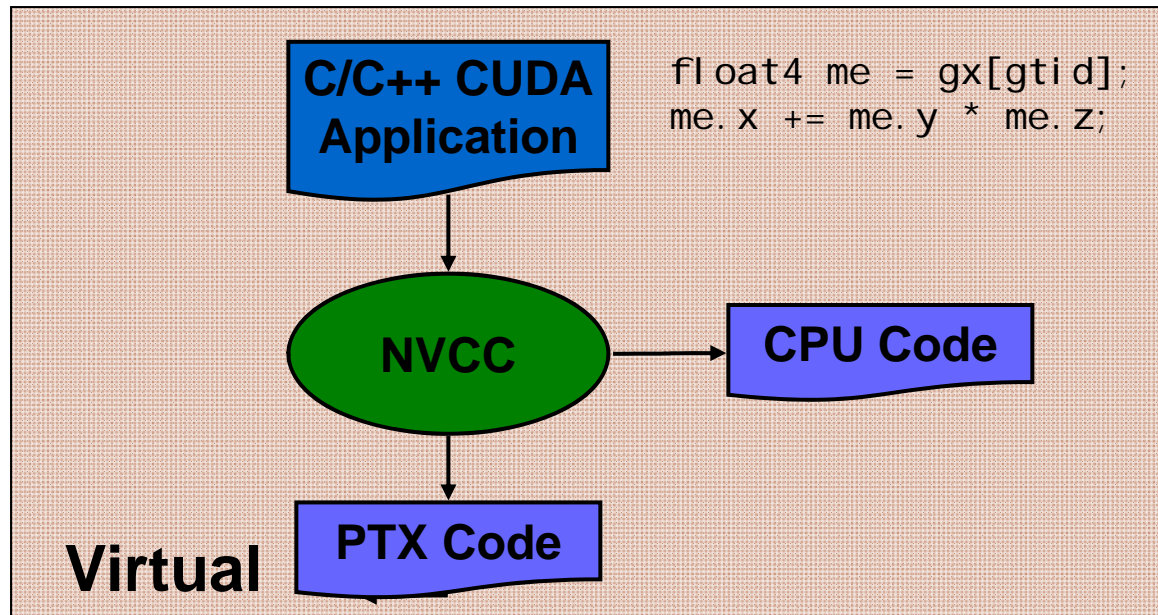 C/C++ CUDA
Application
float4 me = gx[gtid];
me.x += me.y * me.z;
NVCC
CPU Code
PTX Code
Virtual